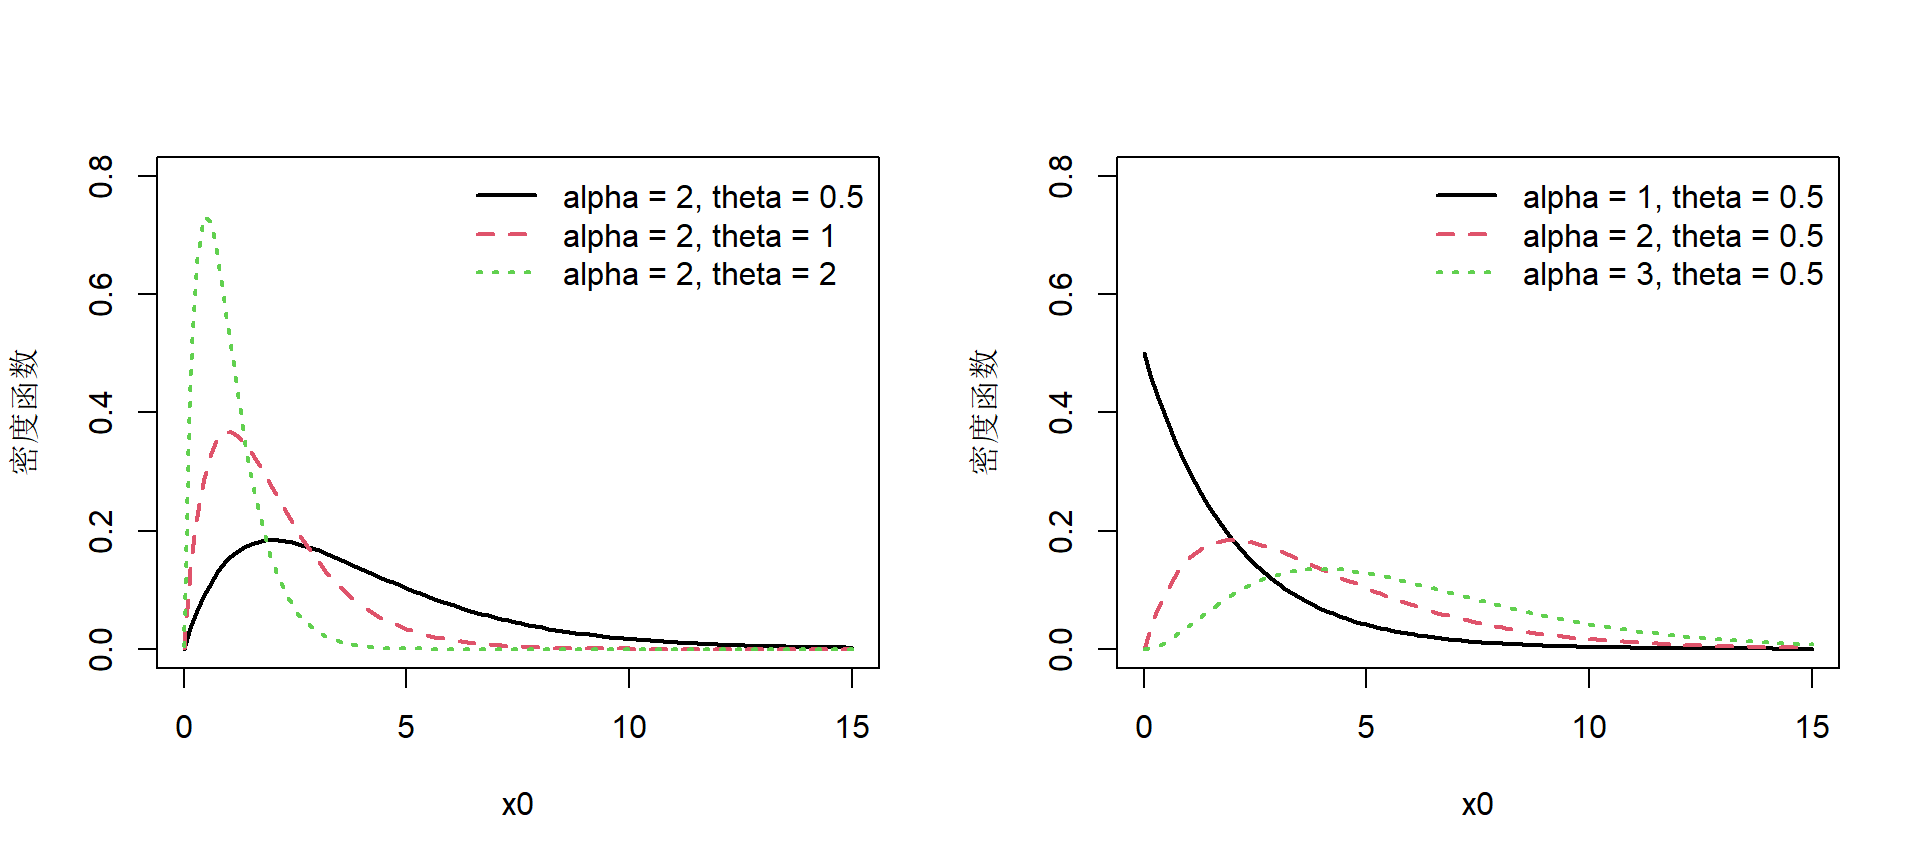 密度函数
0.8
0.6
0.4
0.2
0.0
alpha = 2, theta = 0.5
alpha = 2, theta = 1
alpha = 2, theta = 2
0 5 10 15
x0
密度函数
0.8
0.6
0.4
0.2
0.0
alpha = 1, theta = 0.5
alpha = 2, theta = 0.5
alpha = 3, theta = 0.5
0 5 10 15
x0